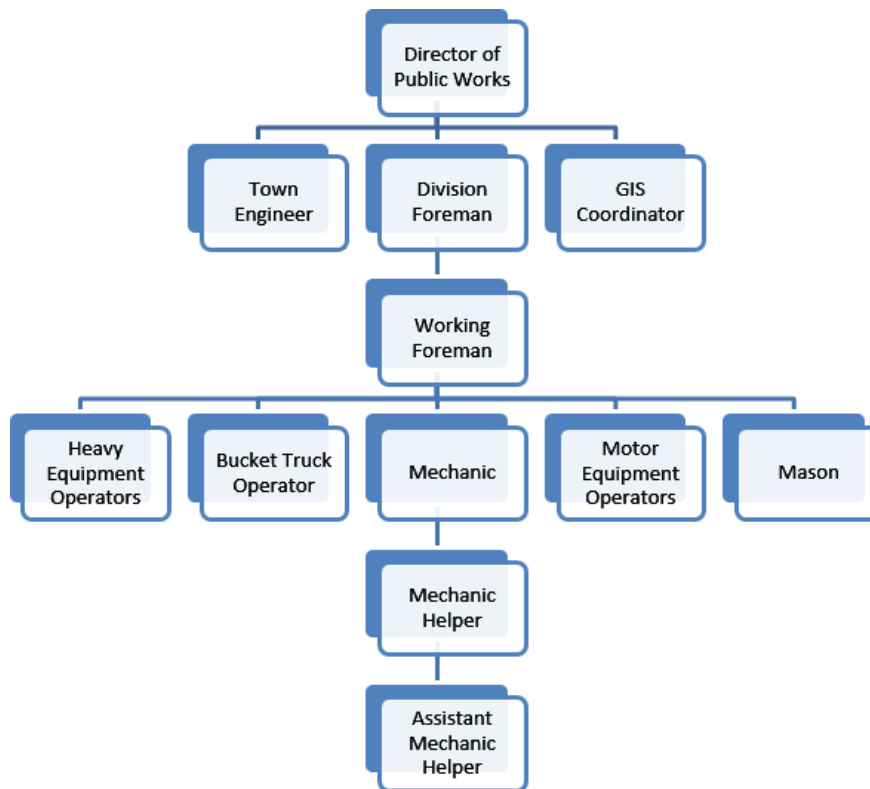 Director of
Public Works
Town
Engineer
Division
Foreman
GIS
Coordinator
Working
Foreman
Heavy
Equipment
Operators
Bucket Truck
Operator
Mechanic
Motor
Equipment
Operators
Mason
Mechanic
Helper
Assistant
Mechanic
Helper